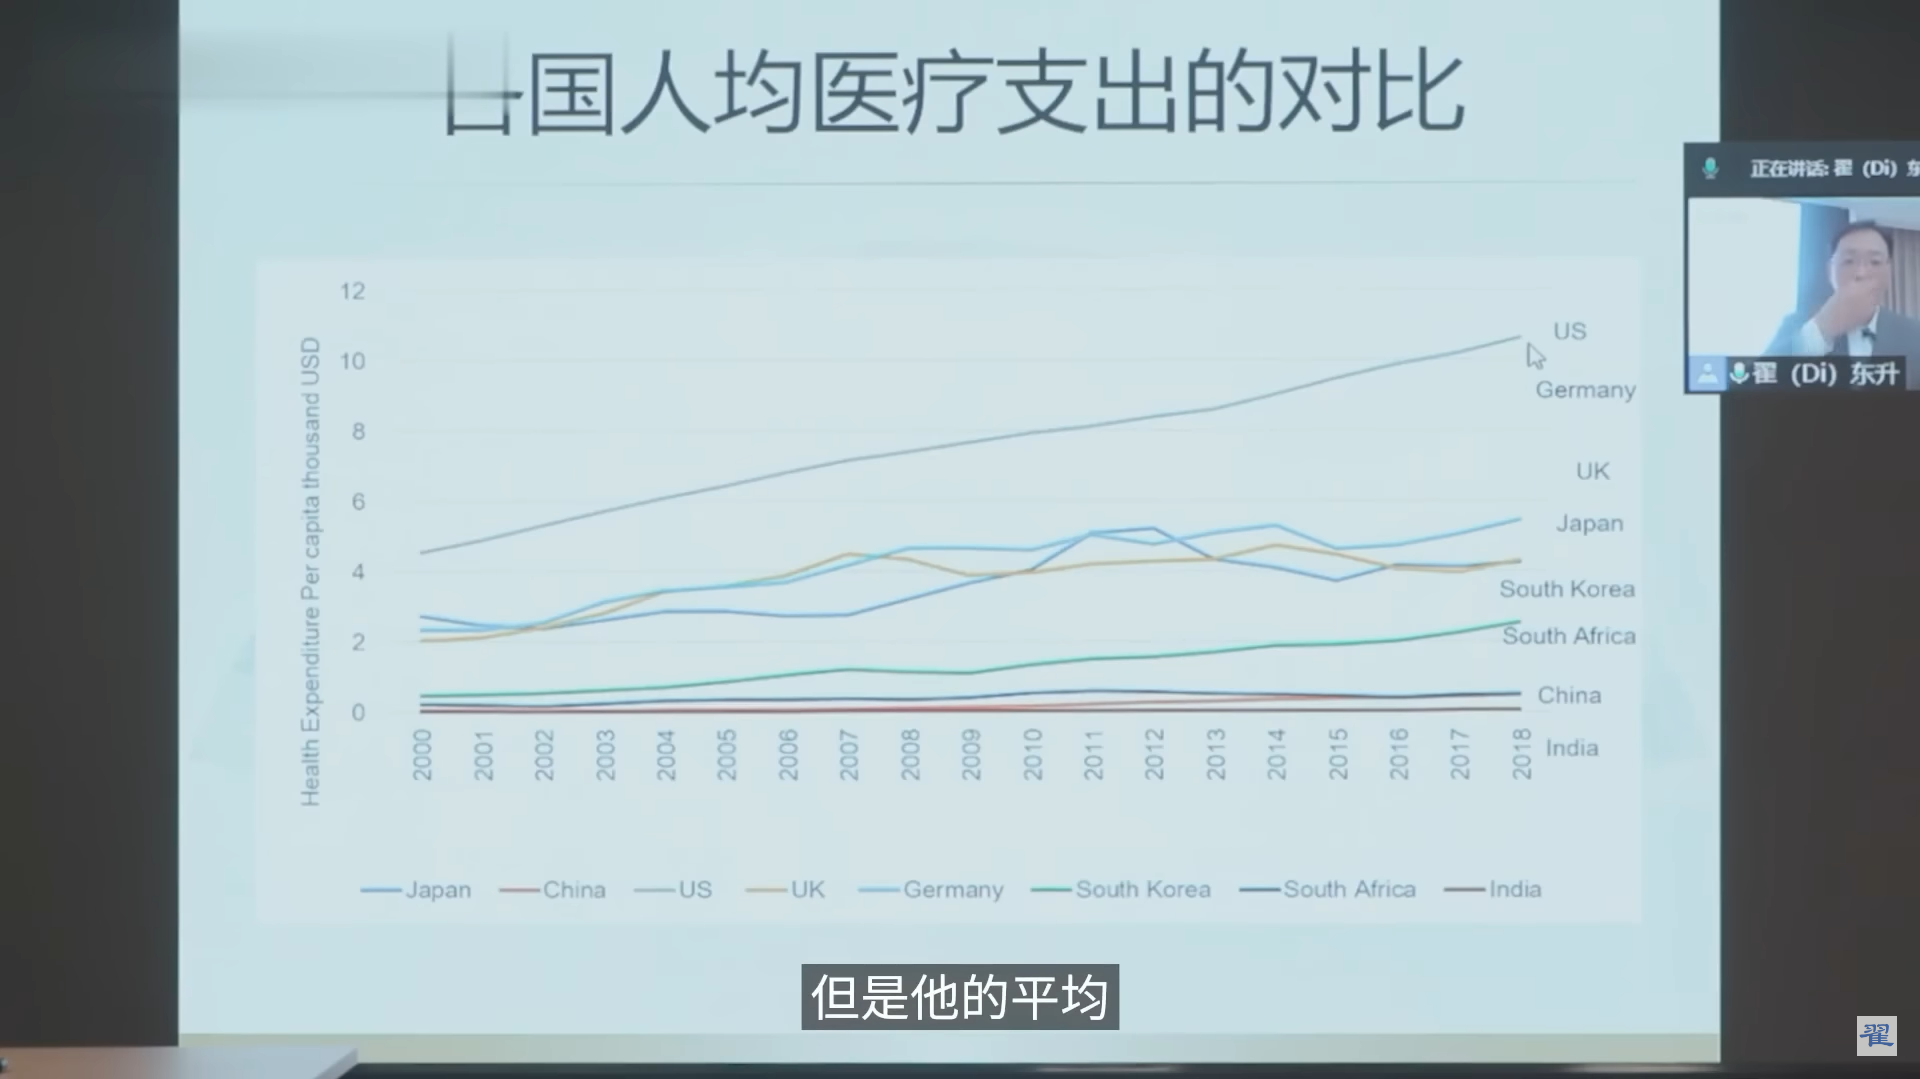 国人均医疗支出的对比
正在讲话: 翟 (Di) 东
翟 (Di) 东升
Health Expenditure Per capita thousand USD
12
10
8
6
4
2
0
US
Germany
UK
Japan
South Korea
South Africa
China
India
2000 2001 2002 2003 2004 2005 2006 2007 2008 2009 2010 2011 2012 2013 2014 2015 2016 2017 2018
Japan China US UK Germany South Korea South Africa India
但是他的平均
翟